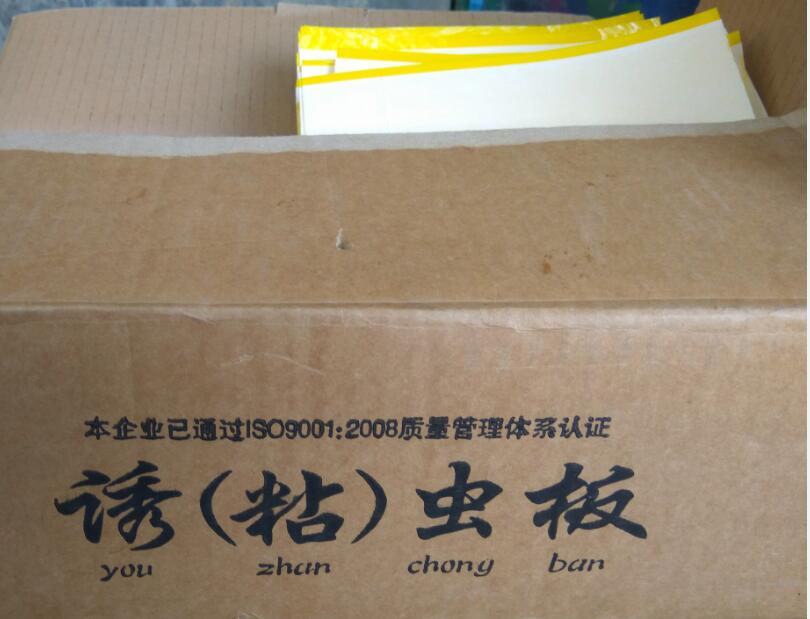 本企业已通过ISO9001:2008质量管理体系认证
诱(粘)虫板
you zhan chong ban